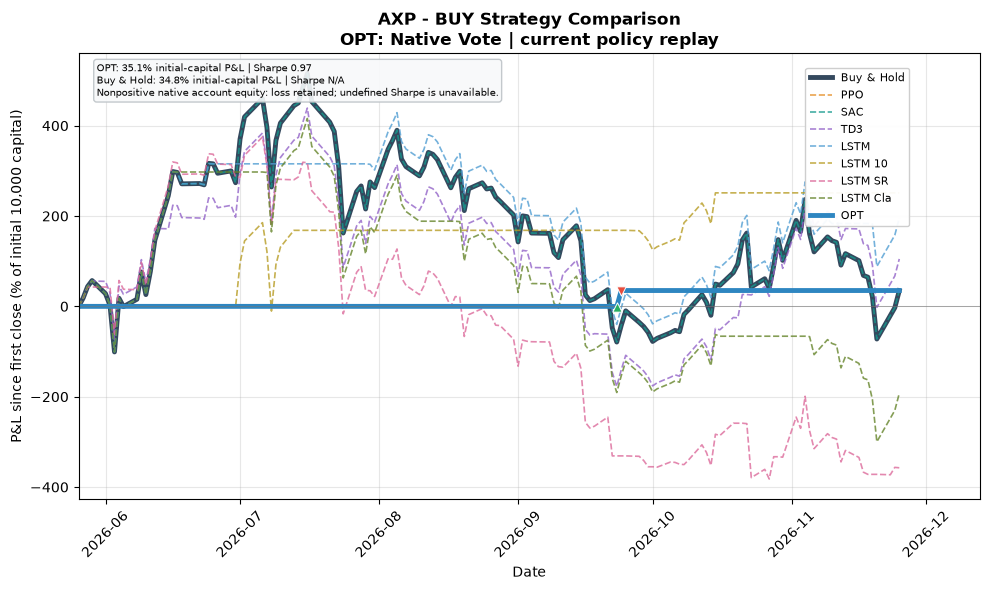 AXP - BUY Strategy Comparison
OPT: Native Vote | current policy replay
OPT: 35.1% initial-capital P&L | Sharpe 0.97
Buy & Hold: 34.8% initial-capital P&L | Sharpe N/A
Nonpositive native account equity: loss retained; undefined Sharpe is unavailable.
Buy & Hold
PPO
SAC
TD3
LSTM
LSTM 10
LSTM SR
LSTM Cla
OPT
P&L since first close (% of initial 10,000 capital)
400
200
0
−200
−400
2026-06
2026-07
2026-08
2026-09
2026-10
2026-11
2026-12
Date